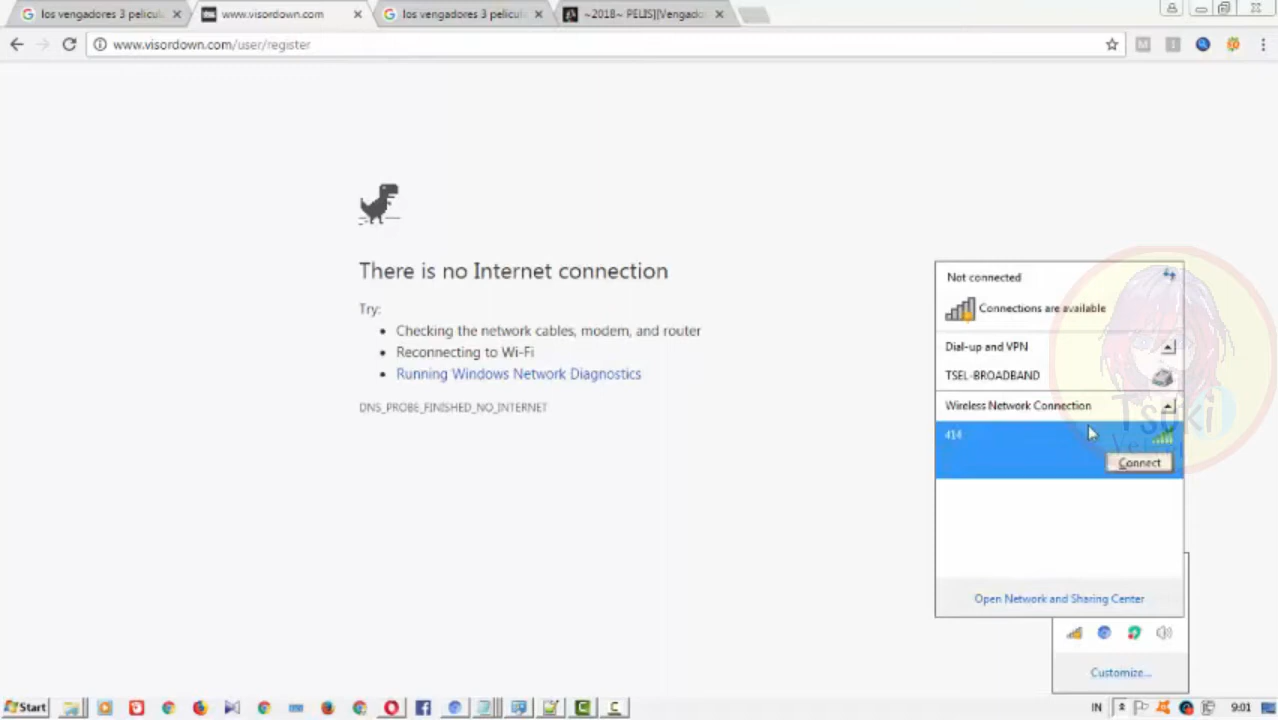 los vengadores 3 pelicul
www.visordown.com
los vengadores 3 pelicul
~2018~ PELIS][Vengado
www.visordown.com/user/register
There is no Internet connection
Try:
Checking the network cables, modem, and router
Reconnecting to Wi-Fi
Running Windows Network Diagnostics
DNS_PROBE_FINISHED_NO_INTERNET
Not connected
Connections are available
Dial-up and VPN
TSEL-BROADBAND
Wireless Network Connection
414
Connect
Open Network and Sharing Center
Tsuki
Customize...
Start
IN
9:01